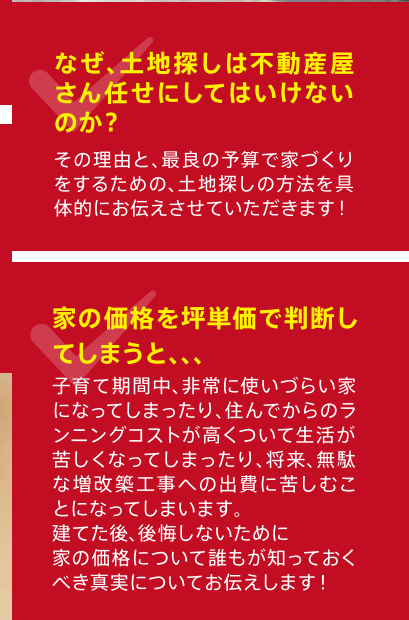 なぜ、土地探しは不動産屋
さん任せにしてはいけない
のか？
その理由と、最良の予算で家づくり
をするための、土地探しの方法を具
体的にお伝えさせていただきます！
家の価格を坪単価で判断し
てしまうと、、、
子育て期間中、非常に使いづらい家
になってしまったり、住んでからのラ
ンニングコストが高くついて生活が
苦しくなってしまったり、将来、無駄
な増改築工事への出費に苦しむこ
とになってしまいます。
建てた後、後悔しないために
家の価格について誰もが知っておく
べき真実についてお伝えします！